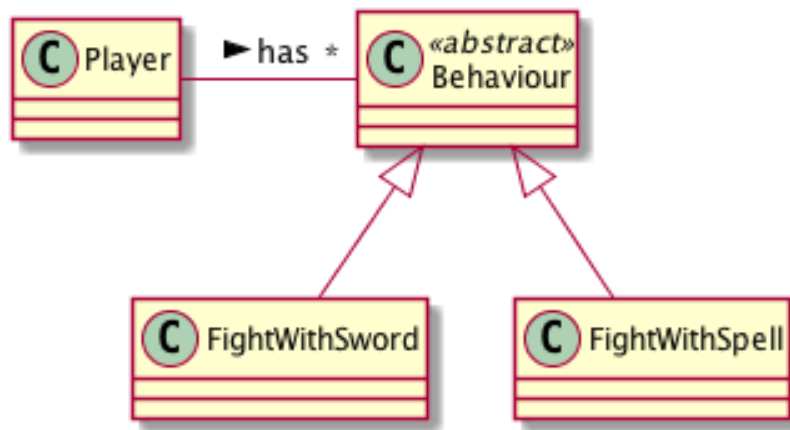 C Player
has *
C «abstract»
Behaviour
C FightWithSword
C FightWithSpell